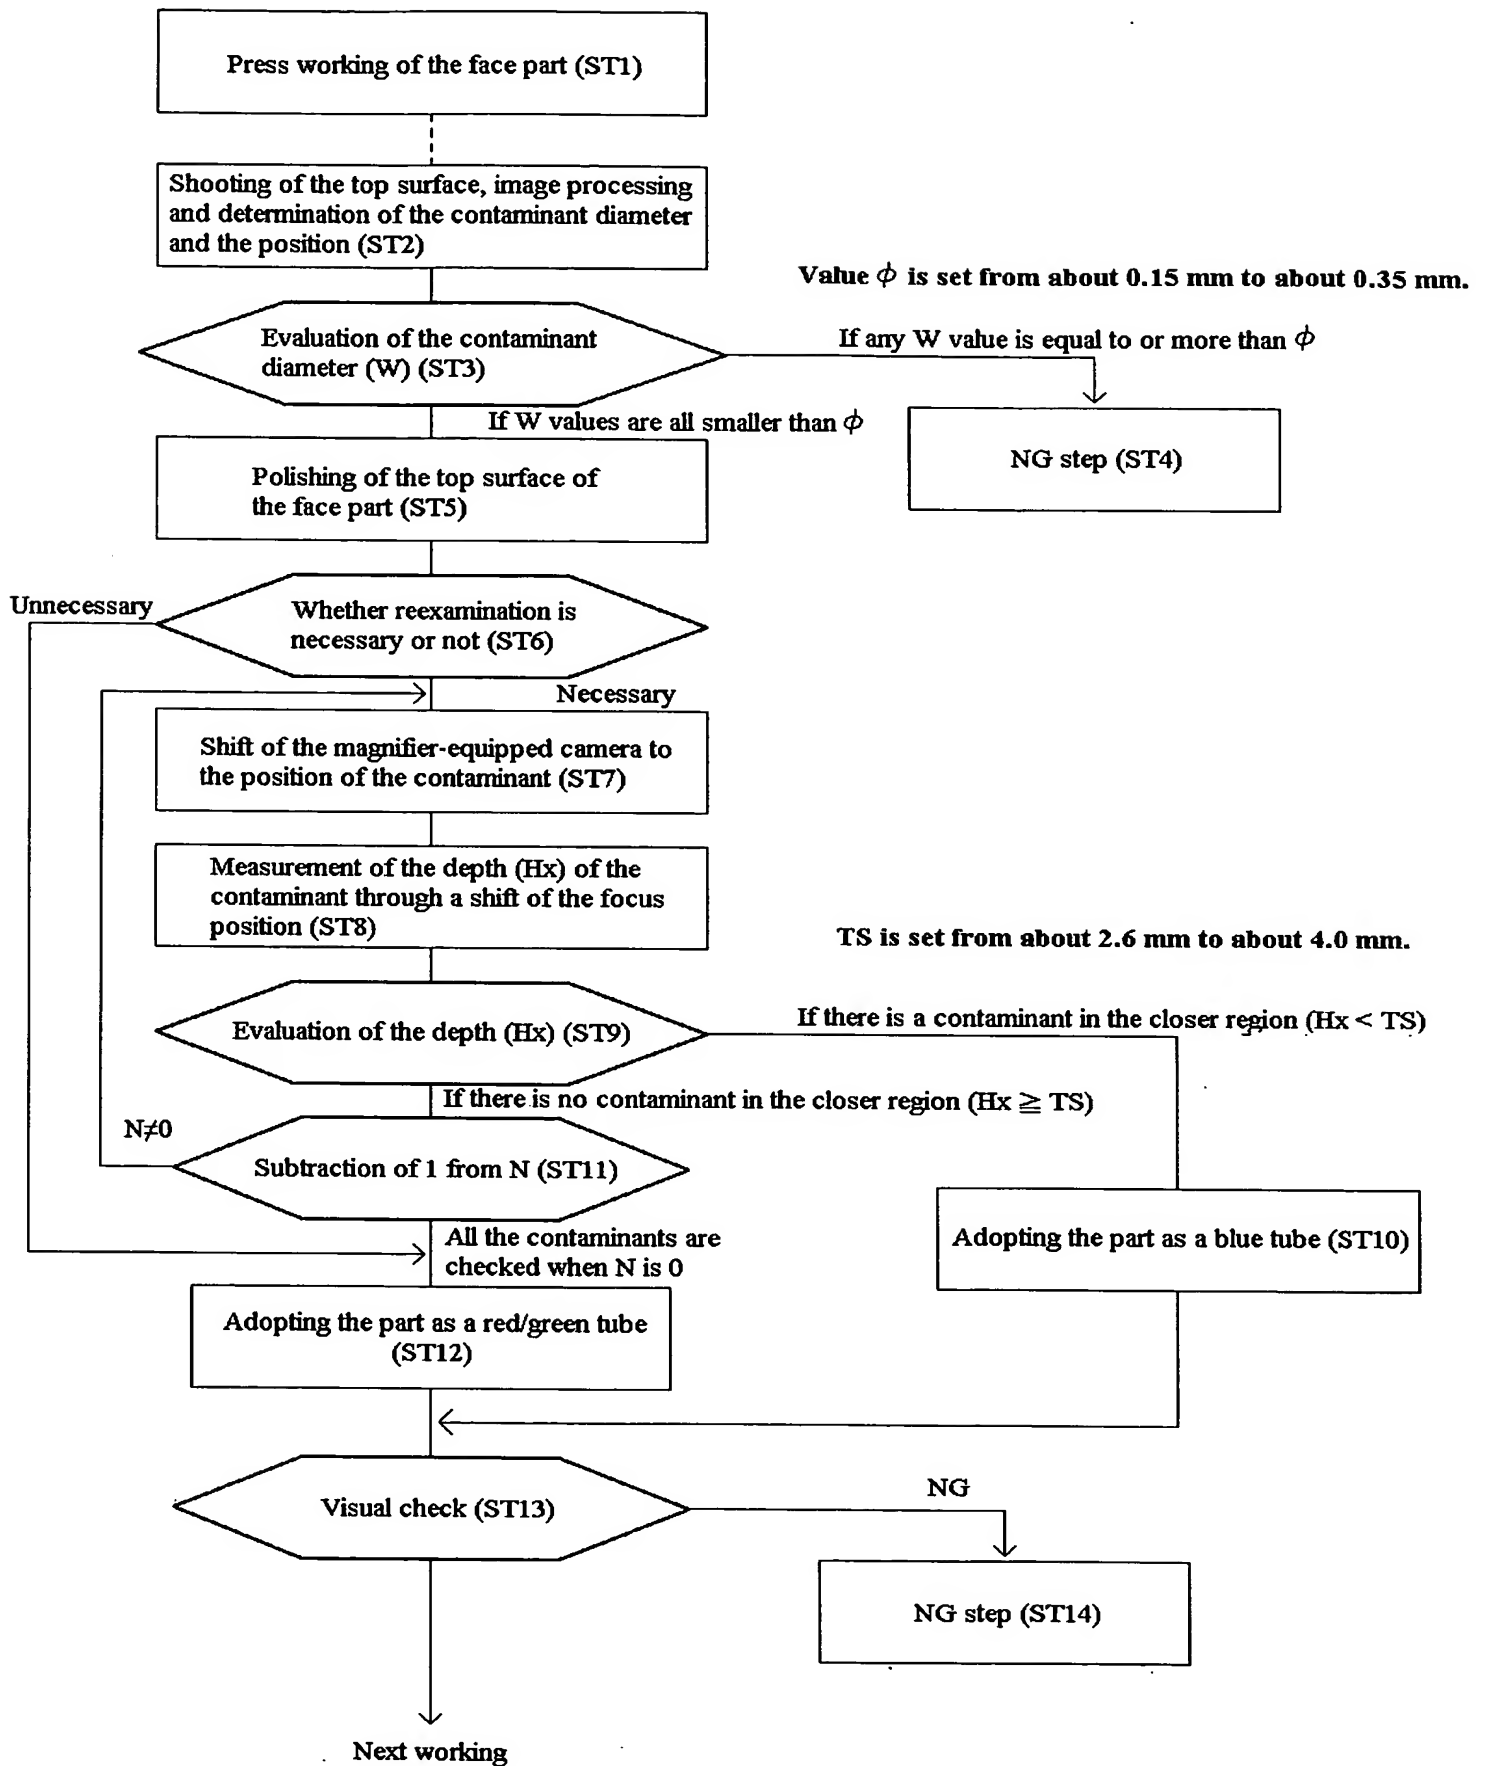 Press working of the face part (ST1)
Shooting of the top surface, image processing
and determination of the contaminant diameter
and the position (ST2)
Value ϕ is set from about 0.15 mm to about 0.35 mm.
Evaluation of the contaminant
diameter (W) (ST3)
If any W value is equal to or more than ϕ
If W values are all smaller than ϕ
NG step (ST4)
Polishing of the top surface of
the face part (ST5)
Unnecessary
Whether reexamination is
necessary or not (ST6)
Necessary
Shift of the magnifier-equipped camera to
the position of the contaminant (ST7)
Measurement of the depth (Hx) of the
contaminant through a shift of the focus
position (ST8)
TS is set from about 2.6 mm to about 4.0 mm.
Evaluation of the depth (Hx) (ST9)
If there is a contaminant in the closer region (Hx < TS)
If there is no contaminant in the closer region (Hx ≧ TS)
N≠0
Subtraction of 1 from N (ST11)
All the contaminants are
checked when N is 0
Adopting the part as a blue tube (ST10)
Adopting the part as a red/green tube
(ST12)
Visual check (ST13)
NG
NG step (ST14)
Next working